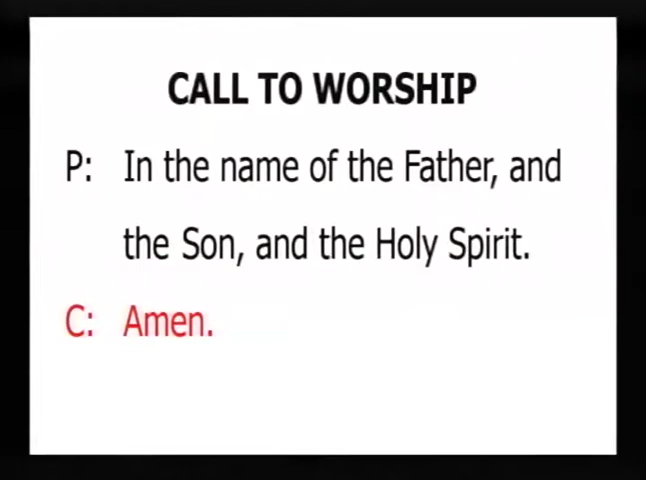 CALL TO WORSHIP
P: In the name of the Father, and
the Son, and the Holy Spirit.
C: Amen.